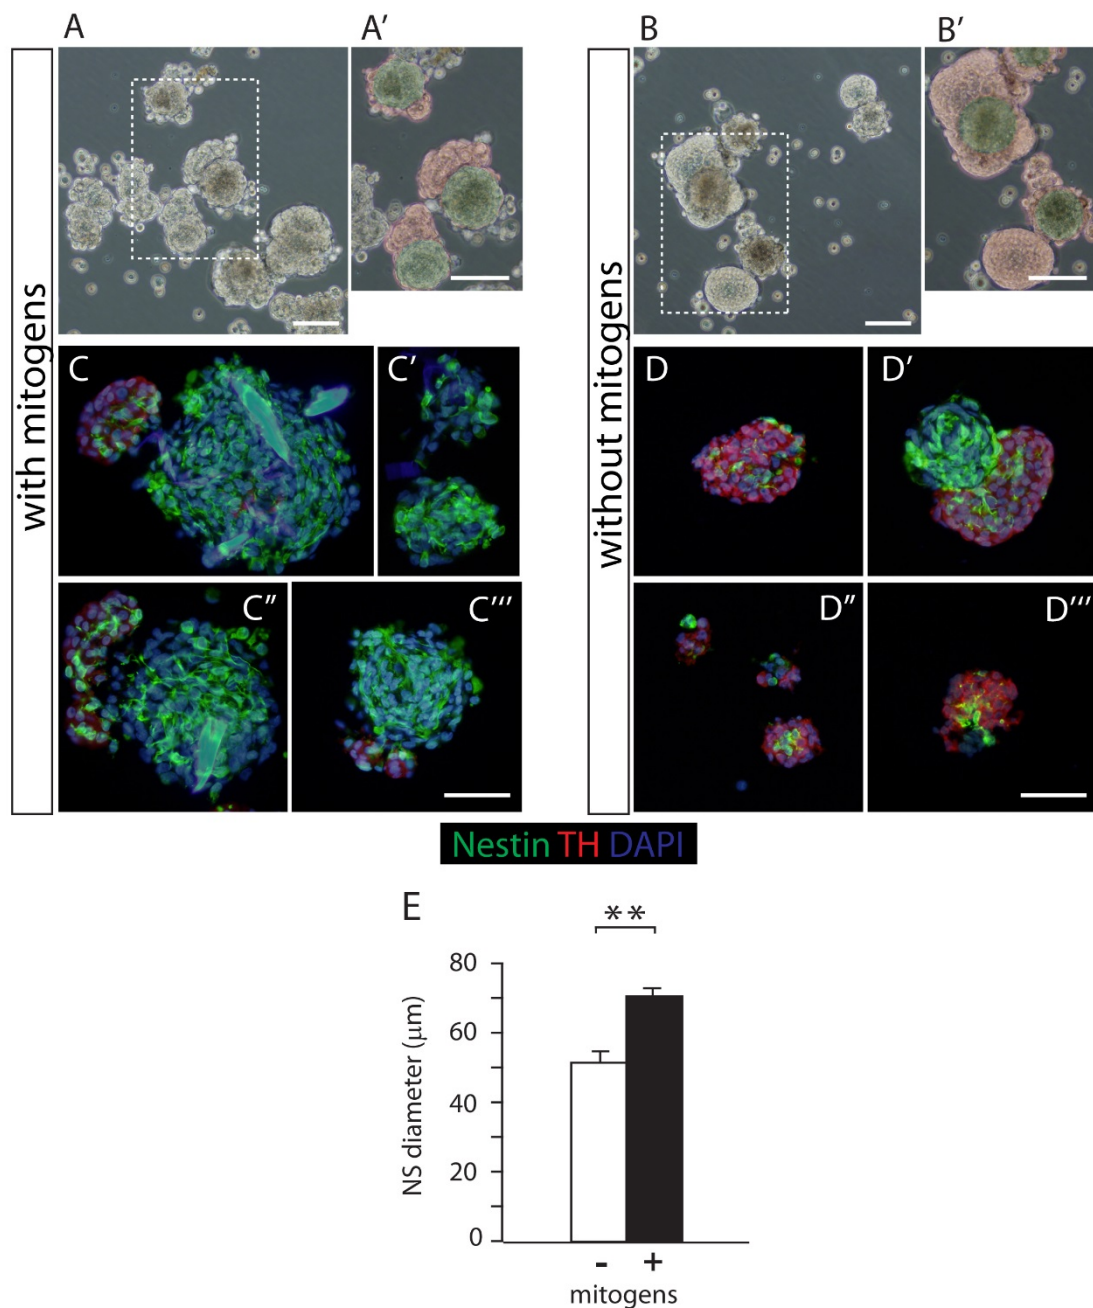 A
A′
B
B′
with mitogens
without mitogens
C
C′
D
D′
C″
C‴
D″
D‴
Nestin TH DAPI
E
**
NS diameter (μm)
80
60
40
20
0
- +
mitogens